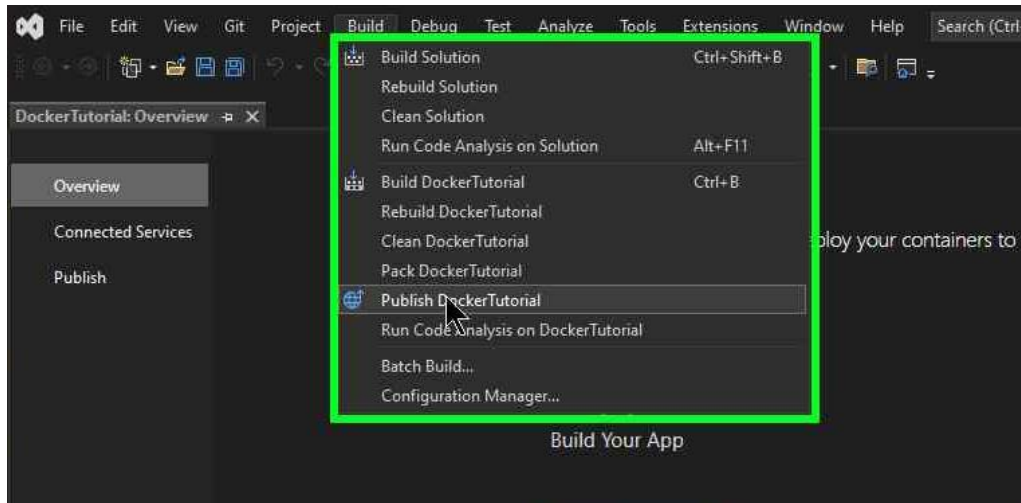 File Edit View Git Project Build Debug Test Analyze Tools Extensions Window Help Search (Ctrl
DockerTutorial: Overview
Build Solution Ctrl+Shift+B
Rebuild Solution
Clean Solution
Run Code Analysis on Solution Alt+F11
Build DockerTutorial Ctrl+B
Rebuild DockerTutorial
Clean DockerTutorial
Pack DockerTutorial
Publish DockerTutorial
Run Code Analysis on DockerTutorial
Batch Build...
Configuration Manager...
Overview
Connected Services
Publish
your containers to
Build Your App